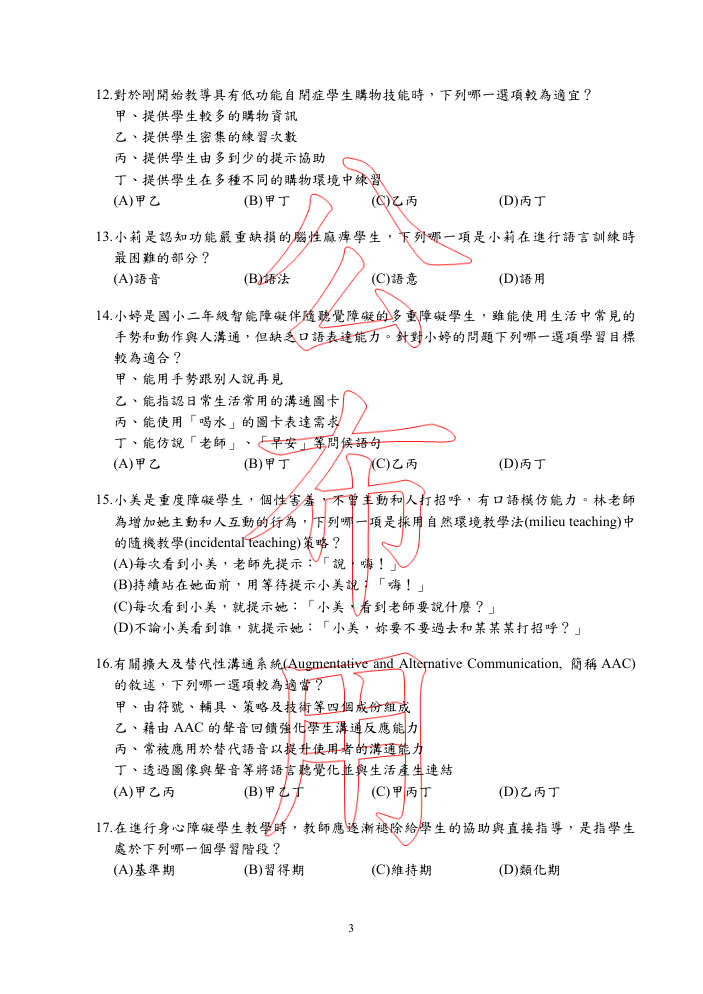 12.對於剛開始教導具有低功能自閉症學生購物技能時，下列哪一選項較為適宜？
甲、提供學生較多的購物資訊
乙、提供學生密集的練習次數
丙、提供學生由多到少的提示協助
丁、提供學生在多種不同的購物環境中練習
(A)甲乙 (B)甲丁 (C)乙丙 (D)丙丁
13.小莉是認知功能嚴重缺損的腦性麻痺學生，下列哪一項是小莉在進行語言訓練時
最困難的部分？
(A)語音 (B)語法 (C)語意 (D)語用
14.小婷是國小二年級智能障礙伴隨聽覺障礙的多重障礙學生，雖能使用生活中常見的
手勢和動作與人溝通，但缺乏口語表達能力。針對小婷的問題下列哪一選項學習目標
較為適合？
甲、能用手勢跟別人說再見
乙、能指認日常生活常用的溝通圖卡
丙、能使用「喝水」的圖卡表達需求
丁、能仿說「老師」、「早安」等問候語句
(A)甲乙 (B)甲丁 (C)乙丙 (D)丙丁
15.小美是重度障礙學生，個性害羞，不曾主動和人打招呼，有口語模仿能力。林老師
為增加她主動和人互動的行為，下列哪一項是採用自然環境教學法(milieu teaching)中
的隨機教學(incidental teaching)策略？
(A)每次看到小美，老師先提示：「說，嗨！」
(B)持續站在她面前，用等待提示小美說：「嗨！」
(C)每次看到小美，就提示她：「小美，看到老師要說什麼？」
(D)不論小美看到誰，就提示她：「小美，妳要不要過去和某某某打招呼？」
16.有關擴大及替代性溝通系統(Augmentative and Alternative Communication, 簡稱 AAC)
的敘述，下列哪一選項較為適當？
甲、由符號、輔具、策略及技術等四個成份組成
乙、藉由 AAC 的聲音回饋強化學生溝通反應能力
丙、常被應用於替代語音以提升使用者的溝通能力
丁、透過圖像與聲音等將語言聽覺化並與生活產生連結
(A)甲乙丙 (B)甲乙丁 (C)甲丙丁 (D)乙丙丁
17.在進行身心障礙學生教學時，教師應逐漸褪除給學生的協助與直接指導，是指學生
處於下列哪一個學習階段？
(A)基準期 (B)習得期 (C)維持期 (D)類化期
3
公布用